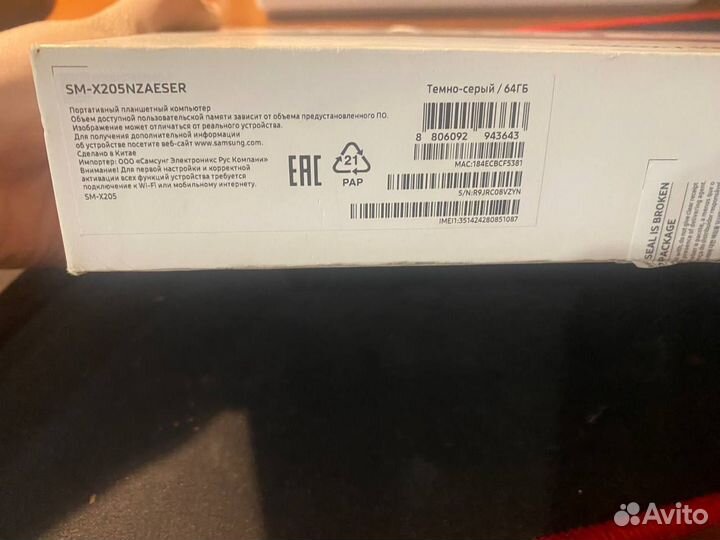 SM-X205NZAESER
Темно-серый / 64ГБ
Портативный планшетный компьютер
Объем доступной пользовательской памяти зависит от объема предустановленного ПО.
Изображение может отличаться от реального устройства.
Для получения дополнительной информации
об устройстве посетите веб-сайт www.samsung.com.
Сделано в Китае
Импортер: ООО «Самсунг Электроникс Рус Компани»
Внимание! Для первой настройки и корректной
активации всех функций устройства требуется
подключение к Wi-Fi или мобильному интернету.
SM-X205
EAC
21
PAP
8 806092 943643
MAC:184ECBCF5381
S/N:R9JRC08VZYN
IMEI1:351424280851087
SEAL IS BROKEN
PACKAGE
Avito